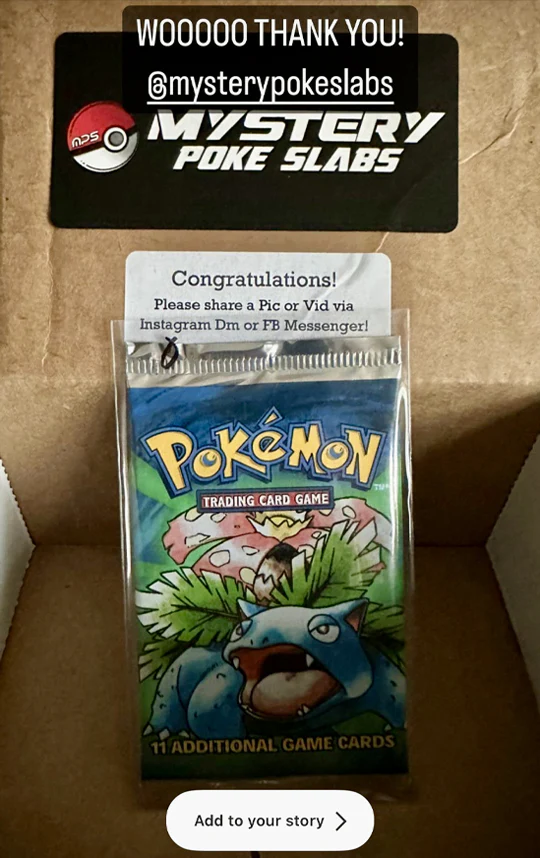 WOOOOO THANK YOU!
@mysterypokeslabs
MPS
MYSTERY
POKE SLABS
Congratulations!
Please share a Pic or Vid via
Instagram Dm or FB Messenger!
POKéMON
TM
TRADING CARD GAME
11 ADDITIONAL GAME CARDS
Add to your story